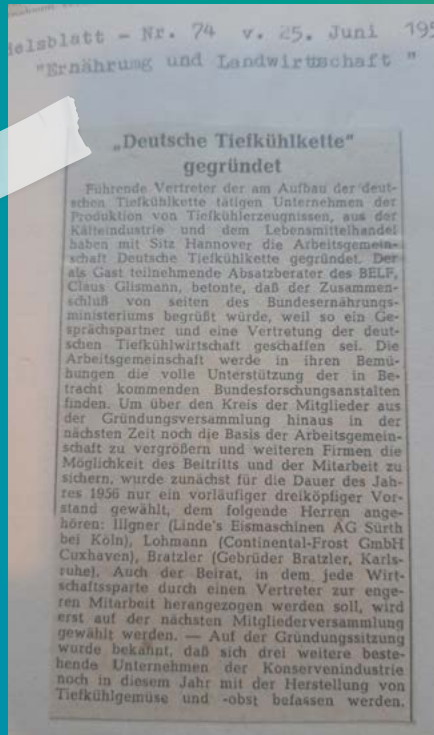 elsblatt - Nr. 74 v. 25. Juni 195
"Ernährung und Landwirtschaft "
„Deutsche Tiefkühlkette"
gegründet
Führende Vertreter der am Aufbau der deut-
schen Tiefkühlkette tätigen Unternehmen der
Produktion von Tiefkühlerzeugnissen, aus der
Kälteindustrie und dem Lebensmittelhandel
haben mit Sitz Hannover die Arbeitsgemein-
schaft Deutsche Tiefkühlkette gegründet. Der
als Gast teilnehmende Absatzberater des BELF,
Claus Glismann, betonte, daß der Zusammen-
schluß von seiten des Bundesernährungs-
ministeriums begrüßt würde, weil so ein Ge-
sprächspartner und eine Vertretung der deut-
schen Tiefkühlwirtschaft geschaffen sei. Die
Arbeitsgemeinschaft werde in ihren Bemü-
hungen die volle Unterstützung der in Be-
tracht kommenden Bundesforschungsanstalten
finden. Um über den Kreis der Mitglieder aus
der Gründungsversammlung hinaus in der
nächsten Zeit noch die Basis der Arbeitsgemein-
schaft zu vergrößern und weiteren Firmen die
Möglichkeit des Beitritts und der Mitarbeit zu
sichern, wurde zunächst für die Dauer des Jah-
res 1956 nur ein vorläufiger dreiköpfiger Vor-
stand gewählt, dem folgende Herren ange-
hören: Illgner (Linde's Eismaschinen AG Sürth
bei Köln), Lohmann (Continental-Frost GmbH
Cuxhaven), Bratzler (Gebrüder Bratzler, Karls-
ruhe). Auch der Beirat, in dem jede Wirt-
schaftssparte durch einen Vertreter zur enge-
ren Mitarbeit herangezogen werden soll, wird
erst auf der nächsten Mitgliederversammlung
gewählt werden. — Auf der Gründungssitzung
wurde bekannt, daß sich drei weitere beste-
hende Unternehmen der Konservenindustrie
noch in diesem Jahr mit der Herstellung von
Tiefkühlgemüse und -obst befassen werden.